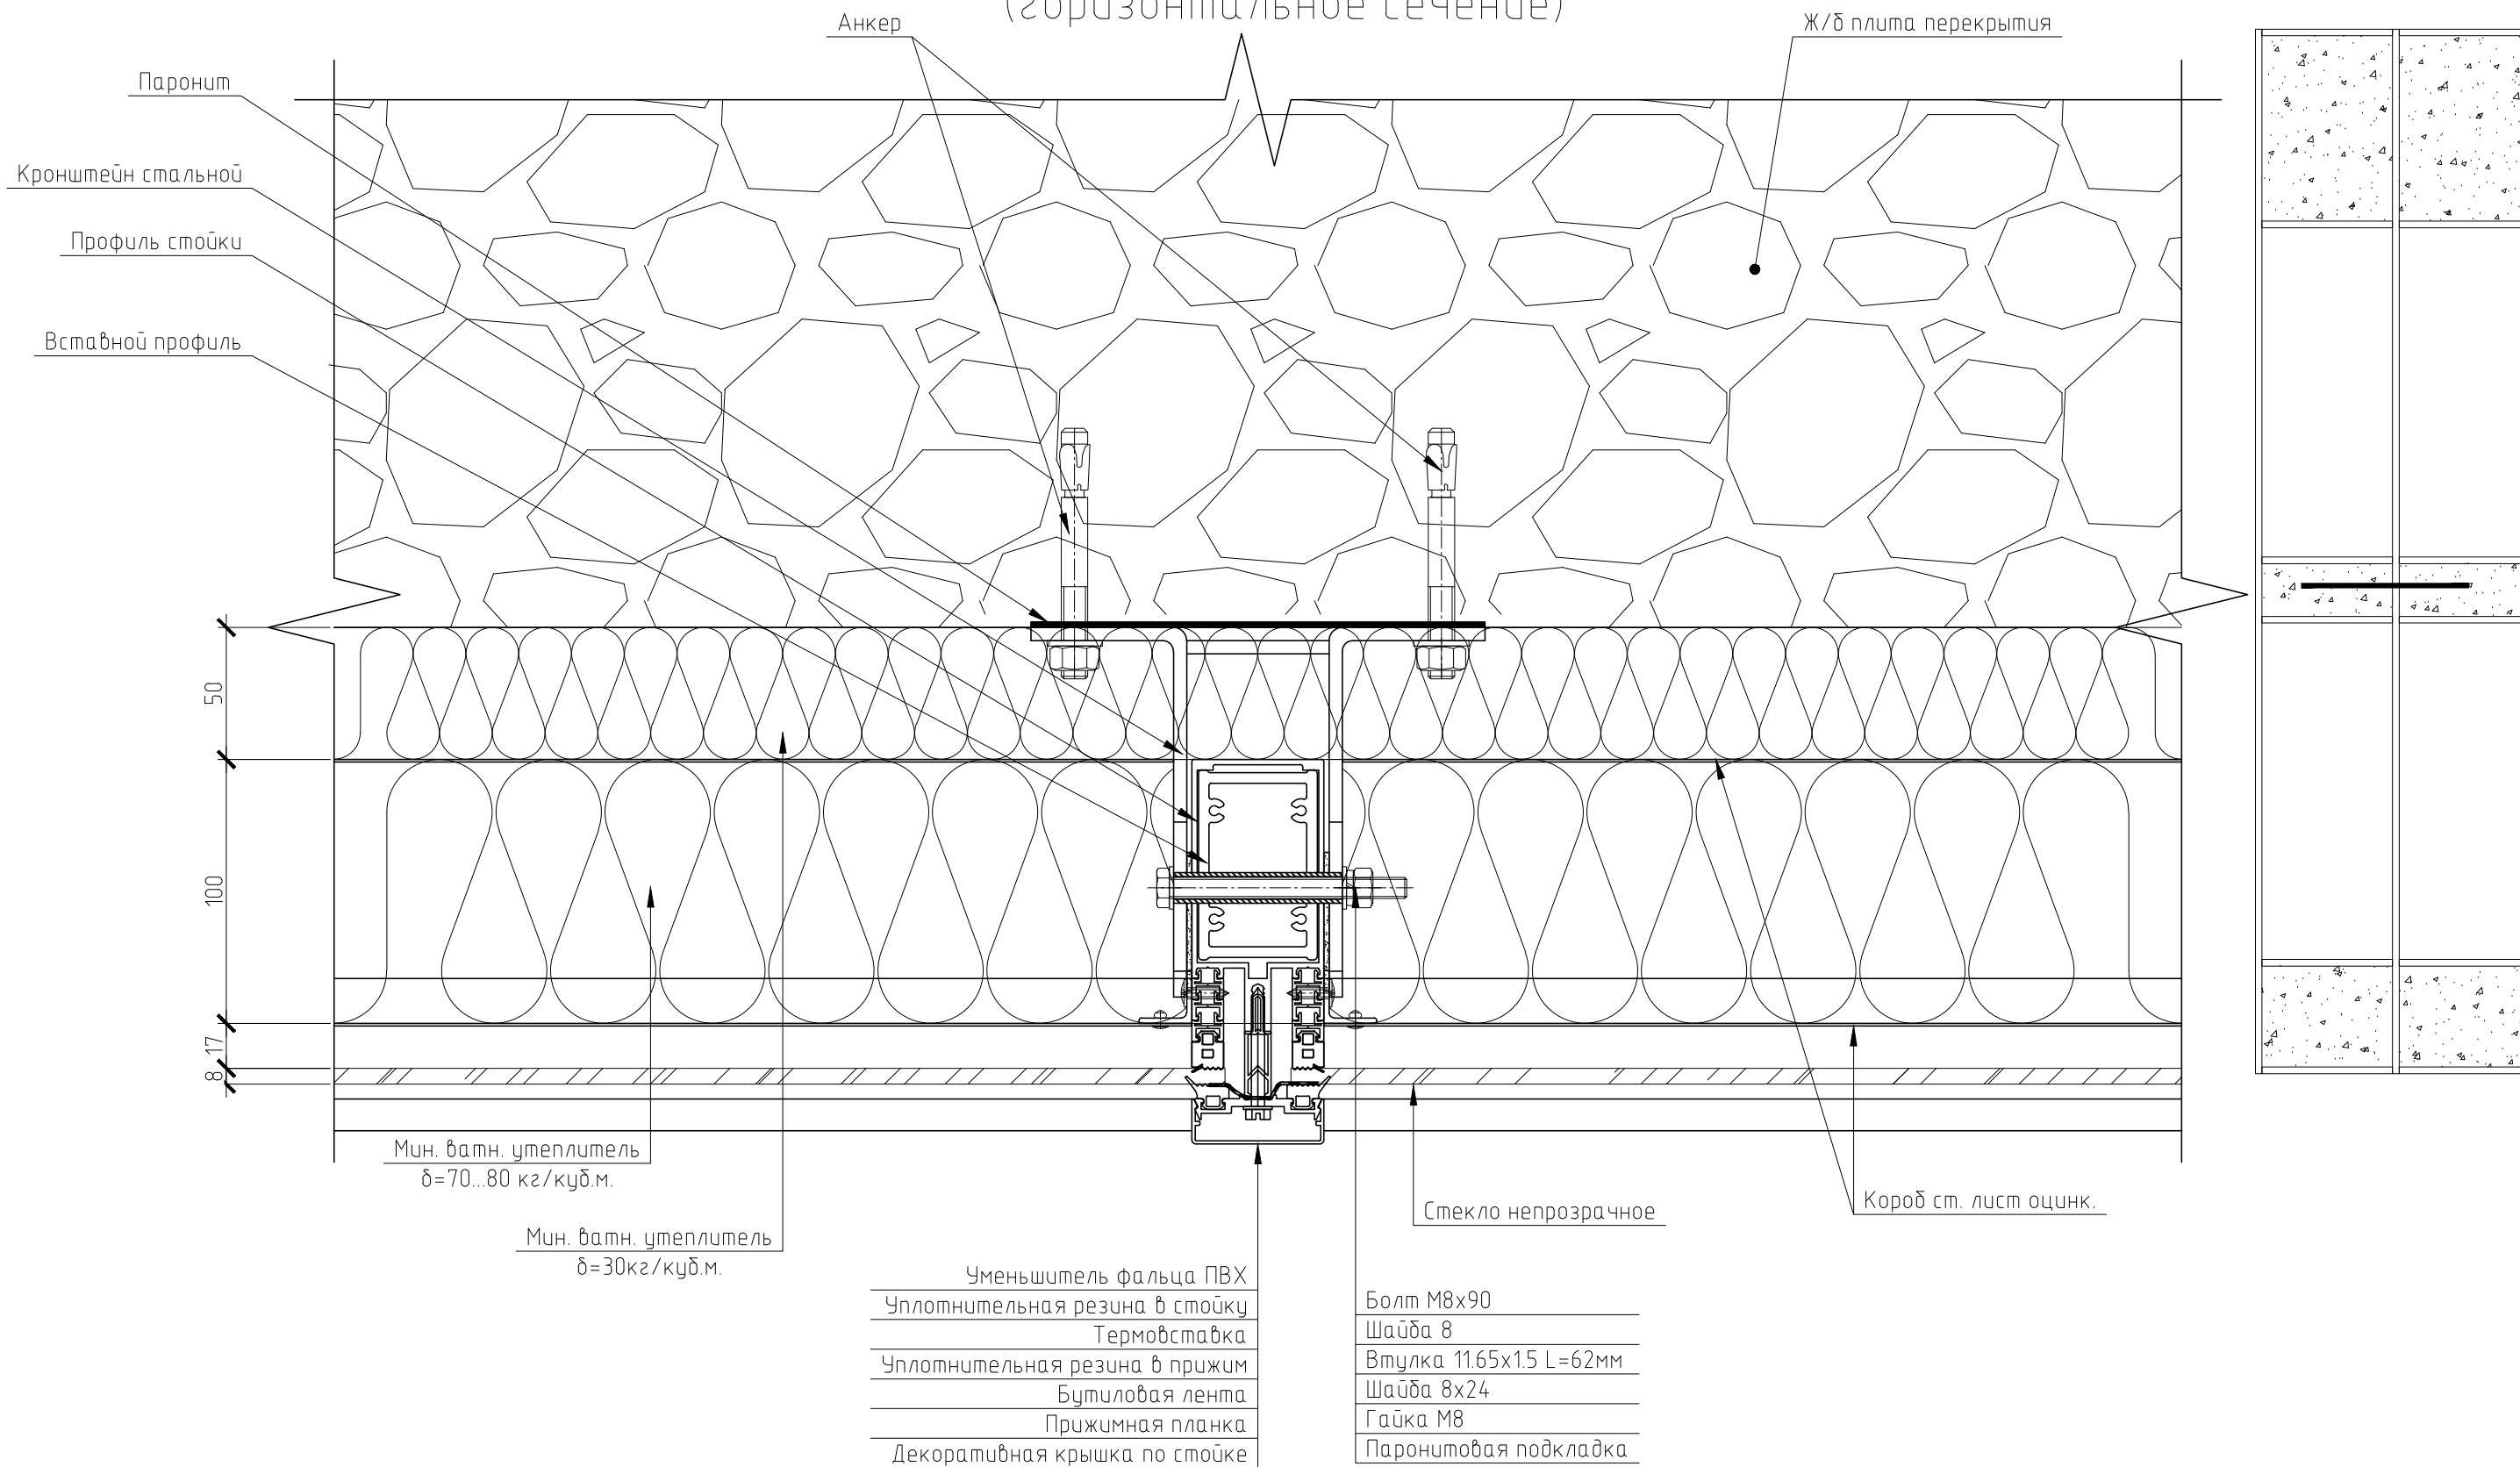 (горизонтальное сечение)
Анкер
Ж/б плита перекрытия
Паронит
Кронштейн стальной
Профиль стойки
Вставной профиль
50
100
17
8
Мин. ватн. утеплитель
δ=70...80 кг/куб.м.
Мин. ватн. утеплитель
δ=30кг/куб.м.
Стекло непрозрачное
Короб ст. лист оцинк.
Уменьшитель фальца ПВХ
Уплотнительная резина в стойку
Термовставка
Уплотнительная резина в прижим
Бутиловая лента
Прижимная планка
Декоративная крышка по стойке
Болт М8х90
Шайба 8
Втулка 11.65х1.5 L=62мм
Шайба 8х24
Гайка М8
Паронитовая подкладка